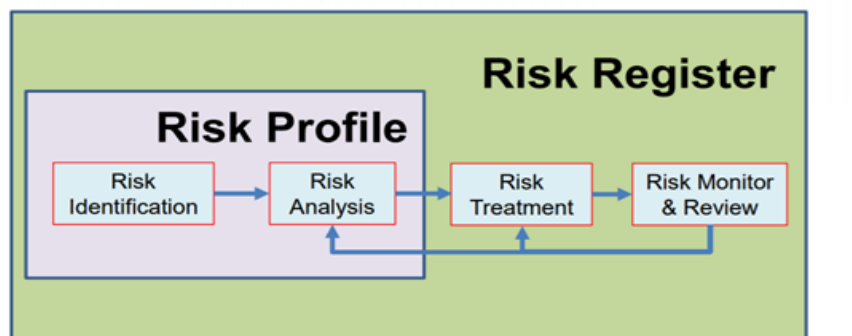 Risk Register
Risk Profile
Risk
Identification
Risk
Analysis
Risk
Treatment
Risk Monitor
& Review